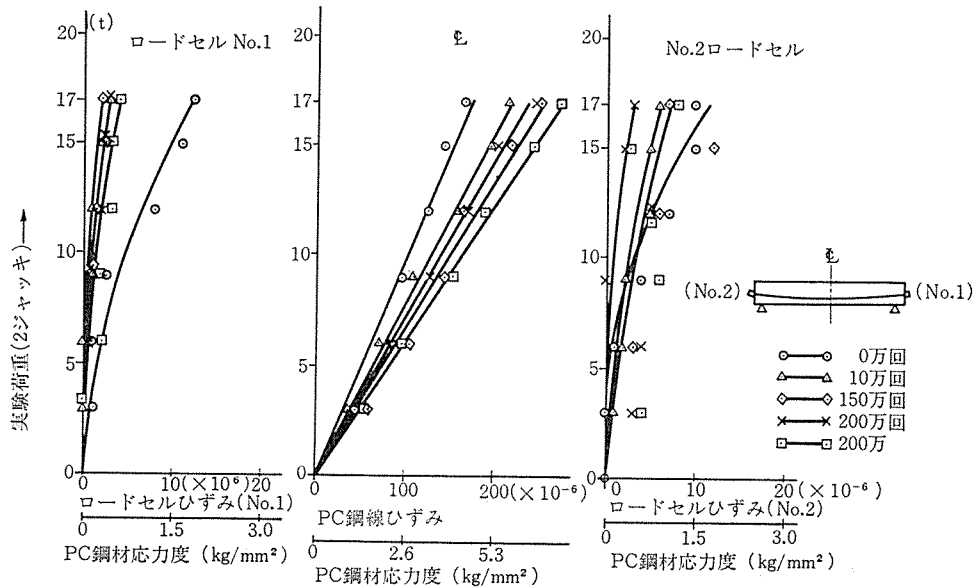 (t)
20
ロードセル No.1
17
15
10
5
0
実験荷重(2ジャッキ)→
10(×10⁶)20
ロードセルひずみ(No.1)
0 1.5 3.0
PC鋼材応力度 (kg/mm²)
20
℄
17
15
10
5
0
0 100 200(×10⁻⁶)
PC鋼線ひずみ
0 2.6 5.3
PC鋼材応力度 (kg/mm²)
20
No.2ロードセル
17
15
10
5
0
0 10 20(×10⁻⁶)
ロードセルひずみ(No.2)
0 1.5 3.0
PC鋼材応力度 (kg/mm²)
℄
(No.2) (No.1)
0万回
10万回
150万回
200万回
200万